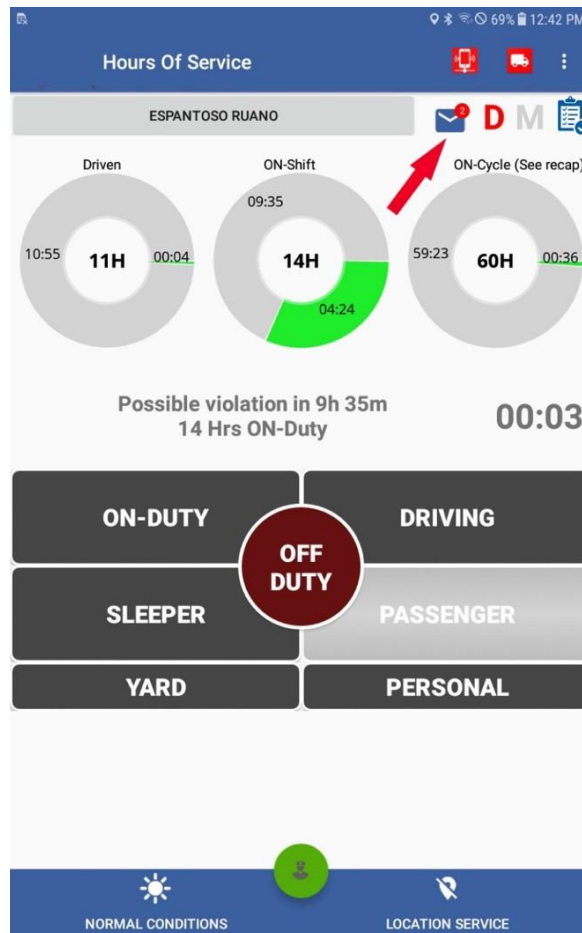 69% 12:42 PM
Hours Of Service
ESPANTOSO RUANO
2
D M
Driven
ON-Shift
ON-Cycle (See recap)
09:35
10:55
11H
00:04
14H
59:23
60H
00:36
04:24
Possible violation in 9h 35m
14 Hrs ON-Duty
00:03
ON-DUTY
DRIVING
OFF
DUTY
SLEEPER
PASSENGER
YARD
PERSONAL
NORMAL CONDITIONS
LOCATION SERVICE